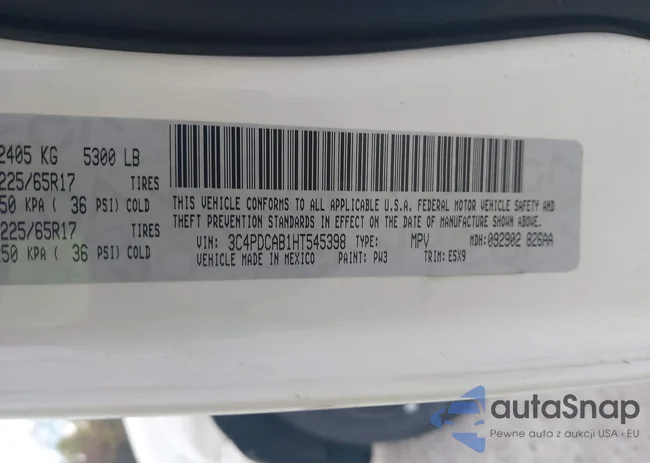 2405 KG 5300 LB
225/65R17 TIRES
50 KPA ( 36 PSI) COLD
225/65R17 TIRES
50 KPA ( 36 PSI) COLD
THIS VEHICLE CONFORMS TO ALL APPLICABLE U.S.A. FEDERAL MOTOR VEHICLE SAFETY AND
THEFT PREVENTION STANDARDS IN EFFECT ON THE DATE OF MANUFACTURE SHOWN ABOVE.
VIN: 3C4PDCAB1HT545398 TYPE: MPV MDH: 092902 826AA
VEHICLE MADE IN MEXICO PAINT: PW3 TRIM: E5X9
autaSnap
Pewne auta z aukcji USA i EU